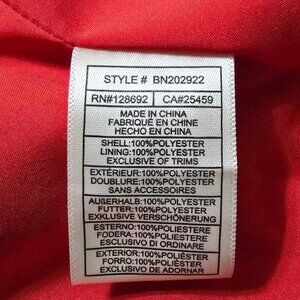 STYLE # BN202922
RN#128692 CA#25459
MADE IN CHINA
FABRIQUÉ EN CHINE
HECHO EN CHINA
SHELL:100%POLYESTER
LINING:100%POLYESTER
EXCLUSIVE OF TRIMS
EXTÉRIEUR:100%POLYESTER
DOUBLURE:100%POLYESTER
SANS ACCESSOIRES
AUẞERHALB:100%POLYESTER
FUTTER:100%POLYESTER
EXKLUSIVE VERSCHÖNERUNG
ESTERNO:100%POLIESTERE
FODERA:100%POLIESTERE
ESCLUSIVO DI ORDINARE
EXTERIOR:100%POLIÉSTER
FORRO:100%POLIÉSTER
EXCLUSIVO DE ADORNAR